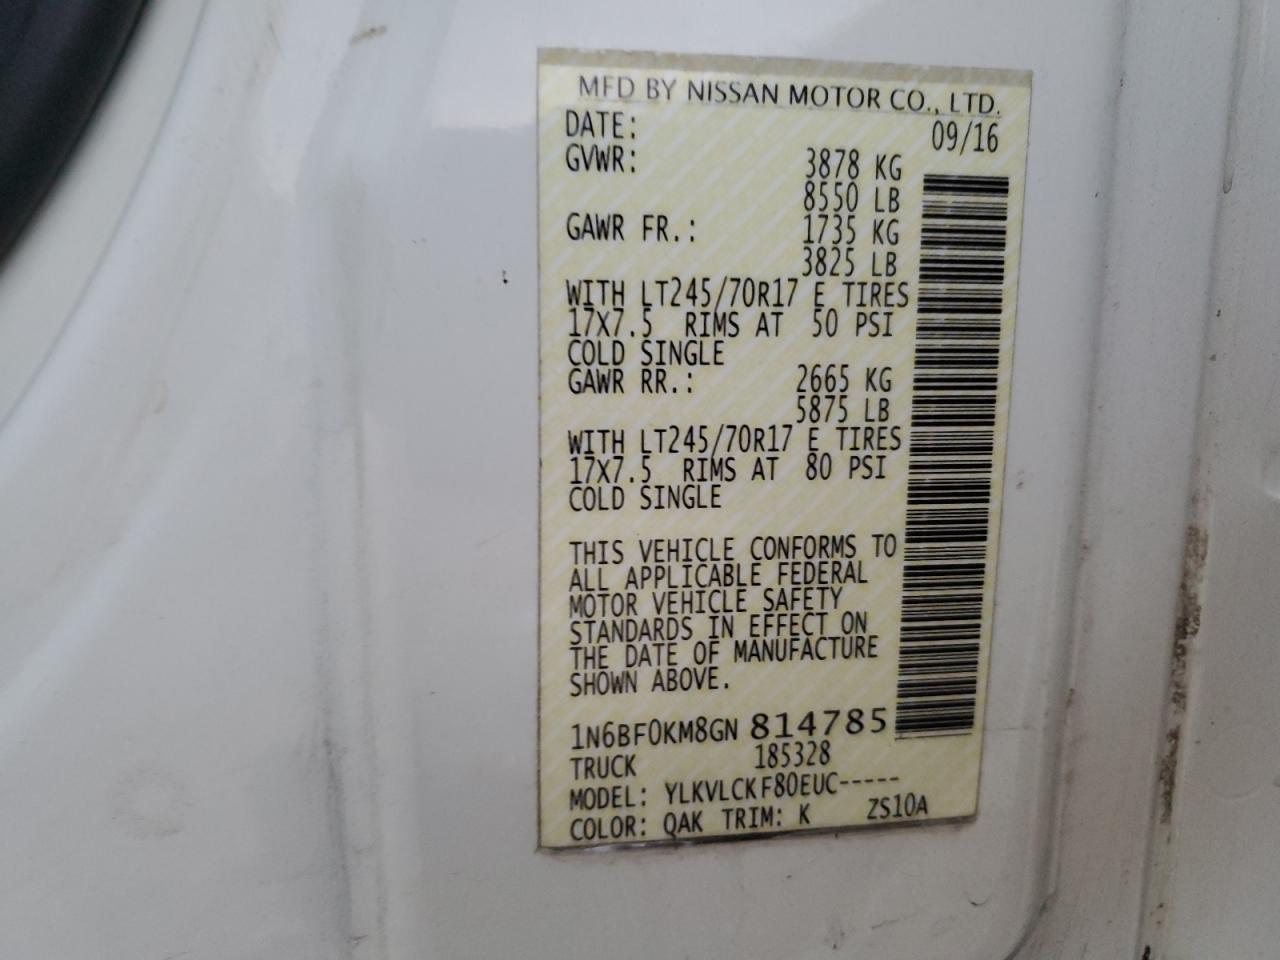 MFD BY NISSAN MOTOR CO., LTD.
DATE: 09/16
GVWR: 3878 KG
8550 LB
GAWR FR.: 1735 KG
3825 LB
WITH LT245/70R17 E TIRES
17X7.5 RIMS AT 50 PSI
COLD SINGLE
GAWR RR.: 2665 KG
5875 LB
WITH LT245/70R17 E TIRES
17X7.5 RIMS AT 80 PSI
COLD SINGLE
THIS VEHICLE CONFORMS TO
ALL APPLICABLE FEDERAL
MOTOR VEHICLE SAFETY
STANDARDS IN EFFECT ON
THE DATE OF MANUFACTURE
SHOWN ABOVE.
1N6BF0KM8GN 814785
TRUCK 185328
MODEL: YLKVLCKF80EUC-----
COLOR: QAK TRIM: K ZS10A